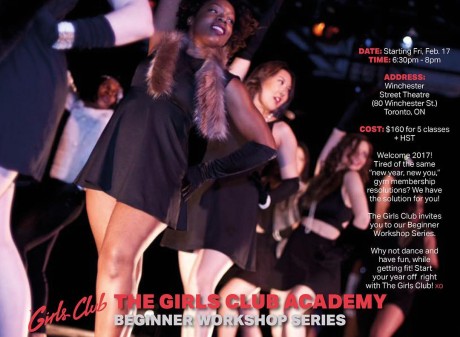 DATE: Starting Fri, Feb. 17
TIME: 6:30pm - 8pm
ADDRESS:
Winchester
Street Theatre
(80 Winchester St.)
Toronto, ON
COST: $160 for 5 classes
+ HST
Welcome 2017!
Tired of the same
"new year, new you,"
gym membership
resolutions? We have
the solution for you!
The Girls Club invites
you to our Beginner
Workshop Series.
Why not dance and
have fun, while
getting fit! Start
your year off right
with The Girls Club! xo
Girls Club THE GIRLS CLUB ACADEMY
BEGINNER WORKSHOP SERIES